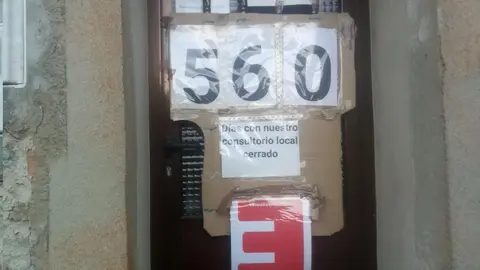 560
Días con nuestro
consultorio local
cerrado
E